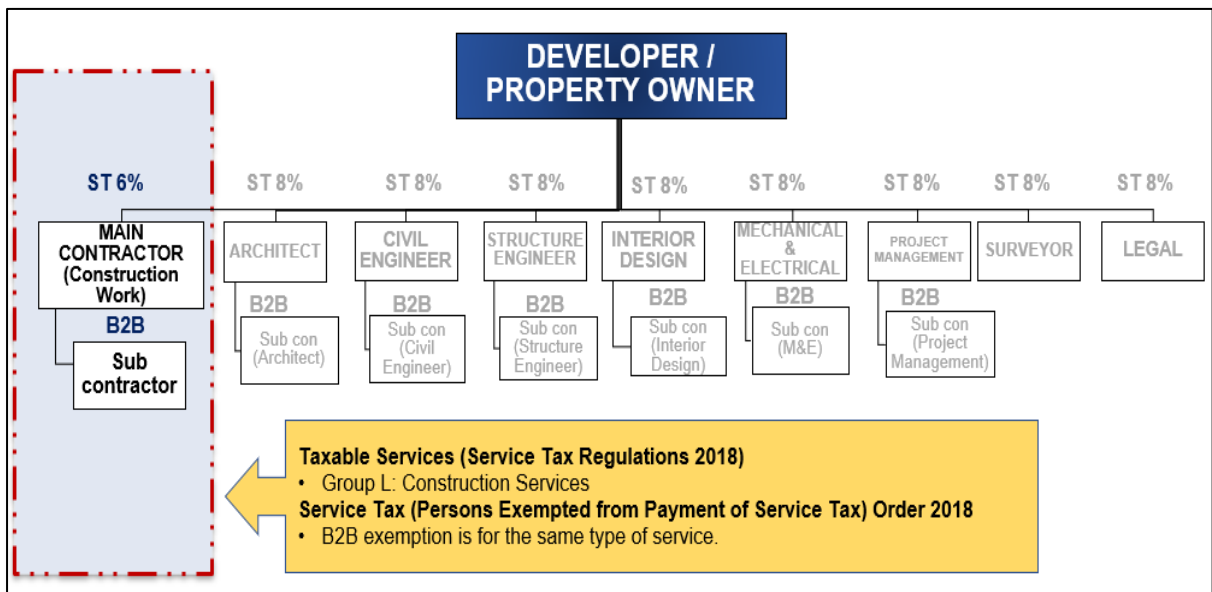 DEVELOPER /
PROPERTY OWNER
ST 6%
ST 8%
ST 8%
ST 8%
ST 8%
ST 8%
ST 8%
ST 8%
ST 8%
MAIN
CONTRACTOR
(Construction
Work)
ARCHITECT
CIVIL
ENGINEER
STRUCTURE
ENGINEER
INTERIOR
DESIGN
MECHANICAL
&
ELECTRICAL
PROJECT
MANAGEMENT
SURVEYOR
LEGAL
B2B
Sub
contractor
B2B
Sub con
(Architect)
B2B
Sub con
(Civil
Engineer)
B2B
Sub con
(Structure
Engineer)
B2B
Sub con
(Interior
Design)
B2B
Sub con
(M&E)
B2B
Sub con
(Project
Management)
Taxable Services (Service Tax Regulations 2018)
• Group L: Construction Services
Service Tax (Persons Exempted from Payment of Service Tax) Order 2018
• B2B exemption is for the same type of service.